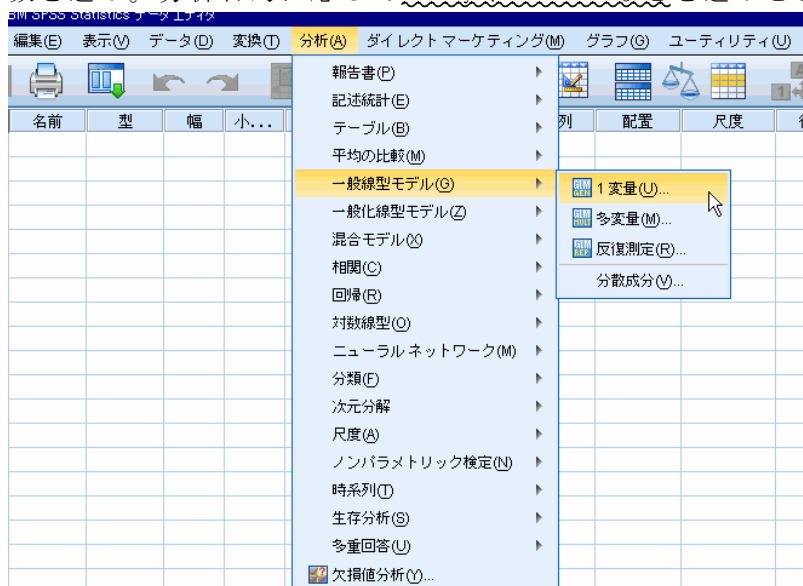 BM SPSS Statistics データ エディタ
編集(E) 表示(V) データ(D) 変換(T) 分析(A) ダイレクト マーケティング(M) グラフ(G) ユーティリティ(U)
名前 型 幅 小... 列 配置 尺度
報告書(P)
記述統計(E)
テーブル(B)
平均の比較(M)
一般線型モデル(G)
一般化線型モデル(Z)
混合モデル(X)
相関(C)
回帰(R)
対数線型(O)
ニューラル ネットワーク(M)
分類(F)
次元分解
尺度(A)
ノンパラメトリック検定(N)
時系列(T)
生存分析(S)
多重回答(U)
欠損値分析(Y)...
1 変量(U)...
多変量(M)...
反復測定(R)...
分散成分(V)...